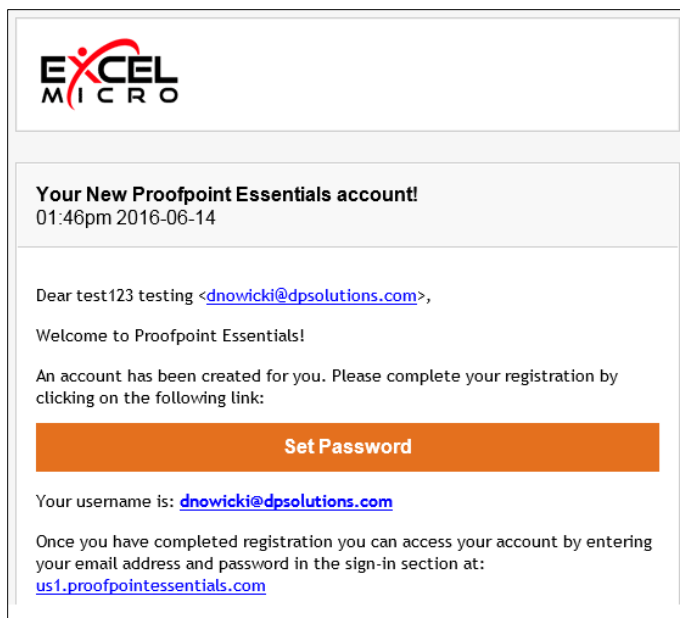 EXCEL
MICRO
Your New Proofpoint Essentials account!
01:46pm 2016-06-14
Dear test123 testing <dnowicki@dpsolutions.com>,
Welcome to Proofpoint Essentials!
An account has been created for you. Please complete your registration by
clicking on the following link:
Set Password
Your username is: dnowicki@dpsolutions.com
Once you have completed registration you can access your account by entering
your email address and password in the sign-in section at:
us1.proofpointessentials.com